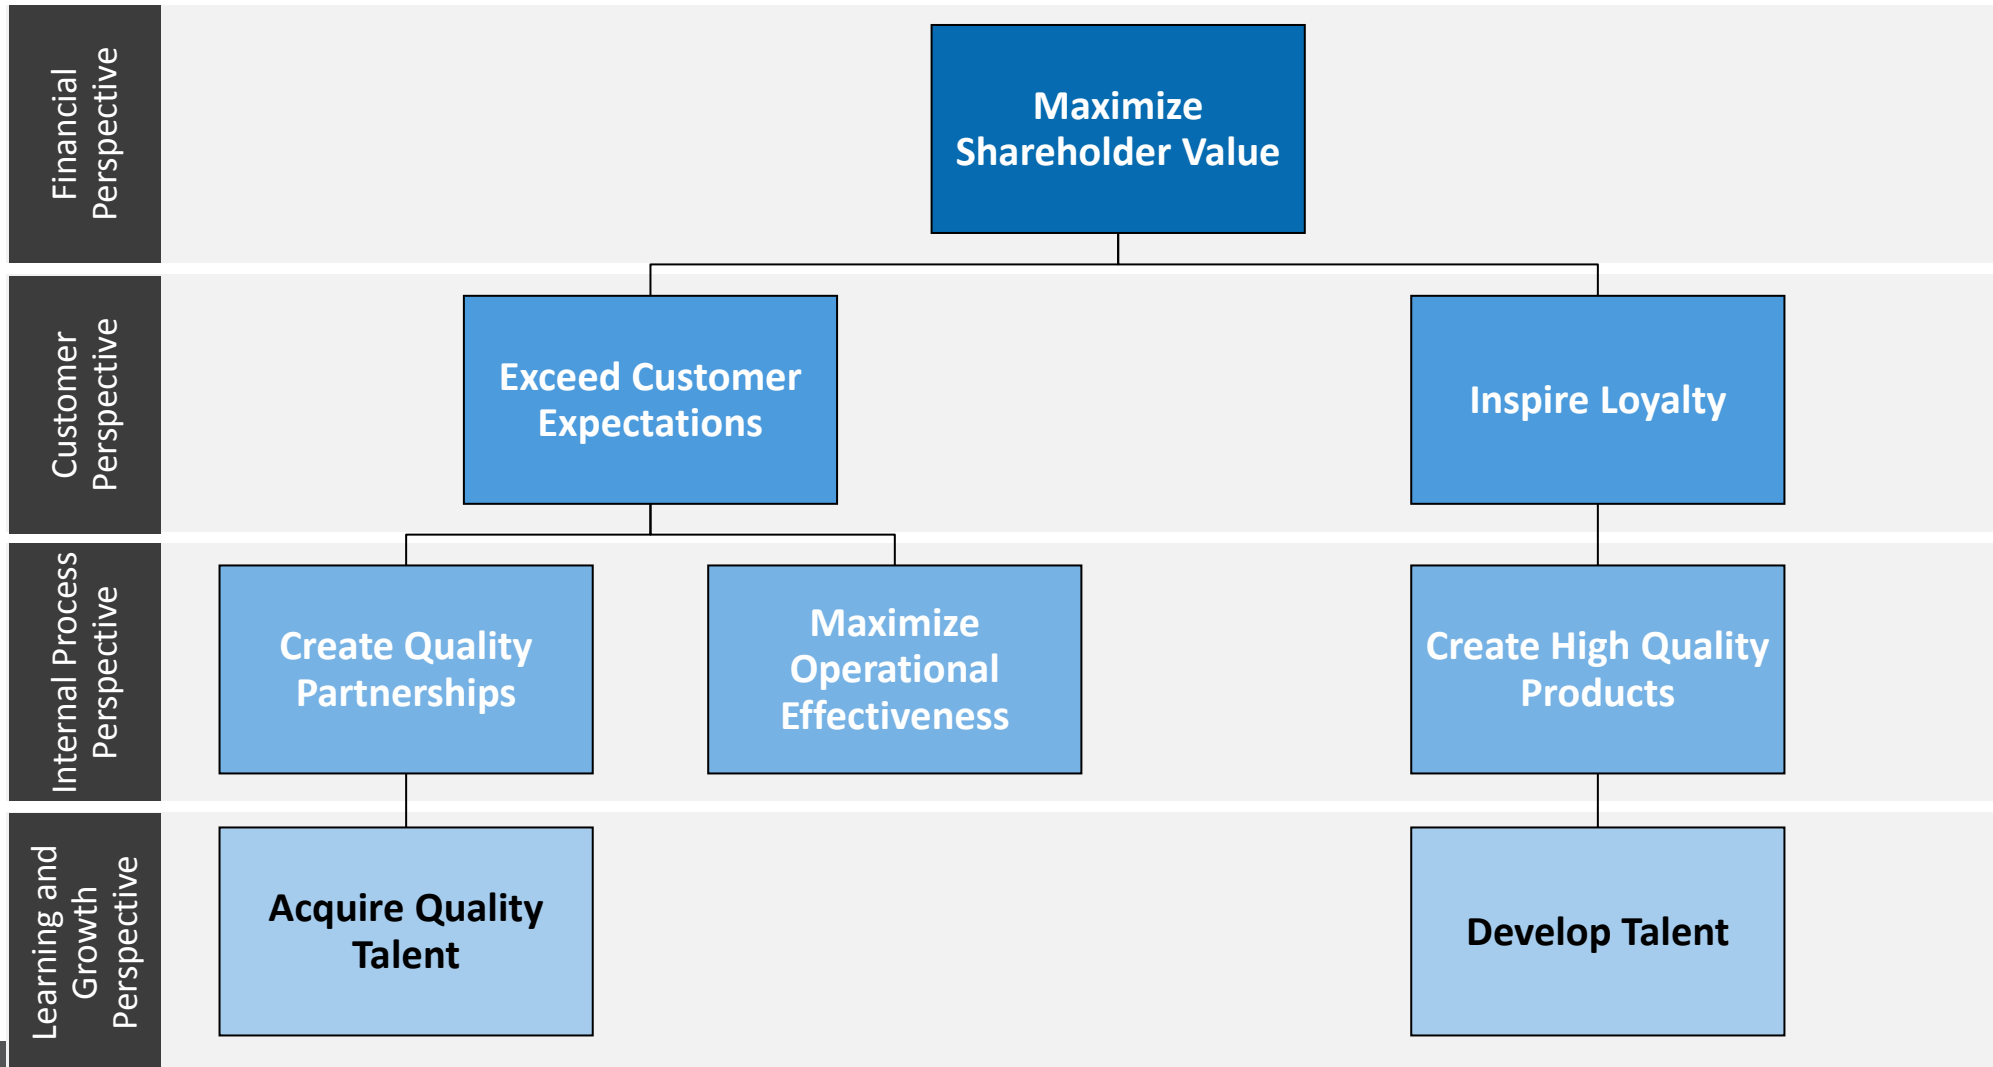 Financial
Perspective
Maximize
Shareholder Value
Customer
Perspective
Exceed Customer
Expectations
Inspire Loyalty
Internal Process
Perspective
Create Quality
Partnerships
Maximize
Operational
Effectiveness
Create High Quality
Products
Learning and
Growth
Perspective
Acquire Quality
Talent
Develop Talent